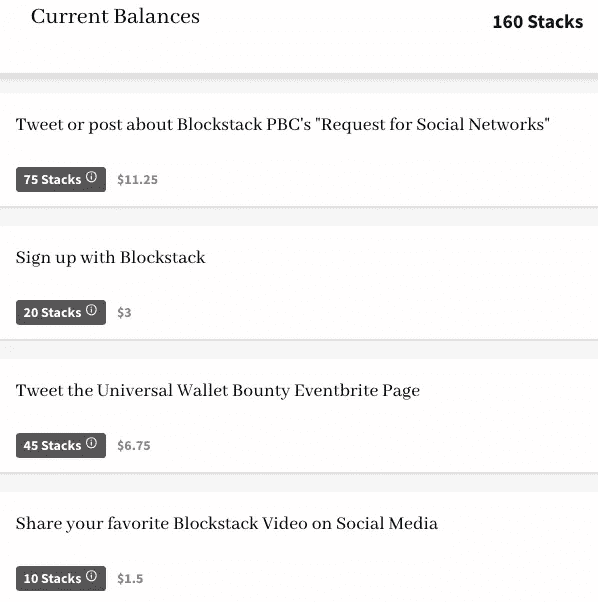 Current Balances
160 Stacks
Tweet or post about Blockstack PBC's "Request for Social Networks"
75 Stacks ⓘ $11.25
Sign up with Blockstack
20 Stacks ⓘ $3
Tweet the Universal Wallet Bounty Eventbrite Page
45 Stacks ⓘ $6.75
Share your favorite Blockstack Video on Social Media
10 Stacks ⓘ $1.5